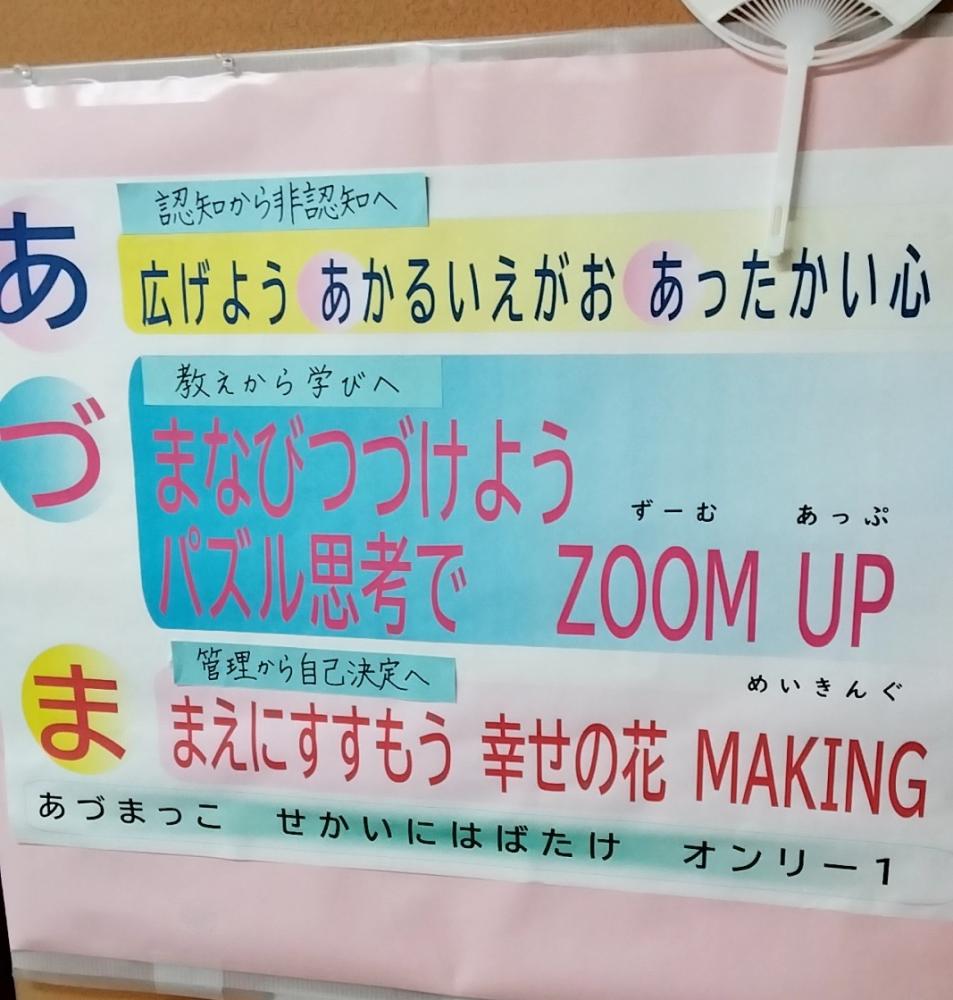 あ
認知から非認知へ
広げよう あかるいえがお あったかい心
づ
教えから学びへ
まなびつづけよう
ずーむ あっぷ
パズル思考で ZOOM UP
ま
管理から自己決定へ
めいきんぐ
まえにすすもう 幸せの花 MAKING
あづまっこ せかいにはばたけ オンリー1